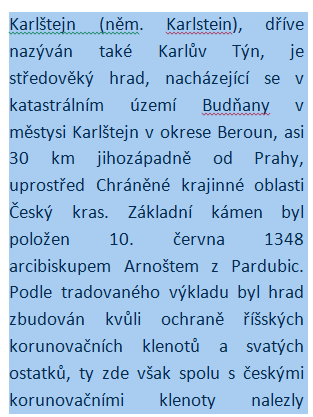 Karlštejn (něm. Karlstein), dříve
nazýván také Karlův Týn, je
středověký hrad, nacházející se v
katastrálním území Budňany v
městysi Karlštejn v okrese Beroun, asi
30 km jihozápadně od Prahy,
uprostřed Chráněné krajinné oblasti
Český kras. Základní kámen byl
položen 10. června 1348
arcibiskupem Arnoštem z Pardubic.
Podle tradovaného výkladu byl hrad
zbudován kvůli ochraně říšských
korunovačních klenotů a svatých
ostatků, ty zde však spolu s českými
korunovačními klenoty nalezly